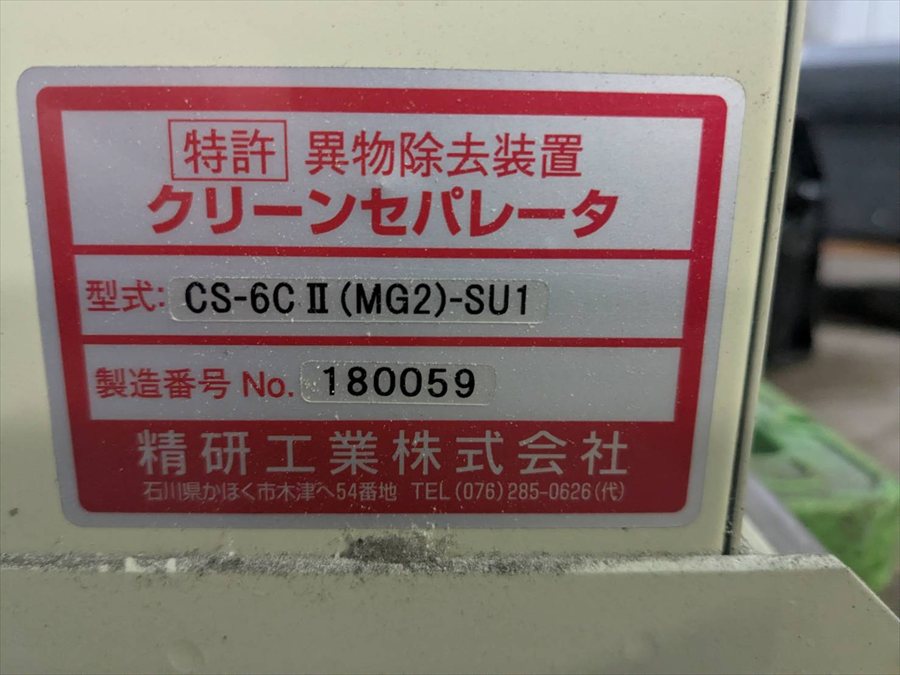 特許 異物除去装置
クリーンセパレータ
型式: CS-6CⅡ(MG2)-SU1
製造番号 No. 180059
精研工業株式会社
石川県かほく市木津ヘ54番地 TEL(076)285-0626(代)